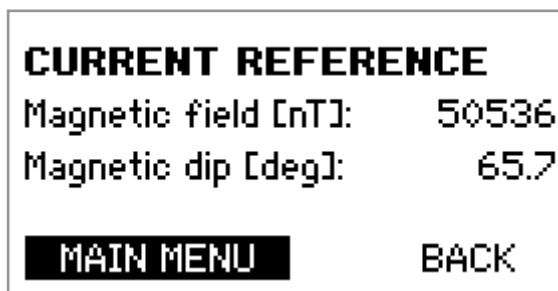 CURRENT REFERENCE
Magnetic field [nT]: 50536
Magnetic dip [deg]: 65.7
MAIN MENU BACK